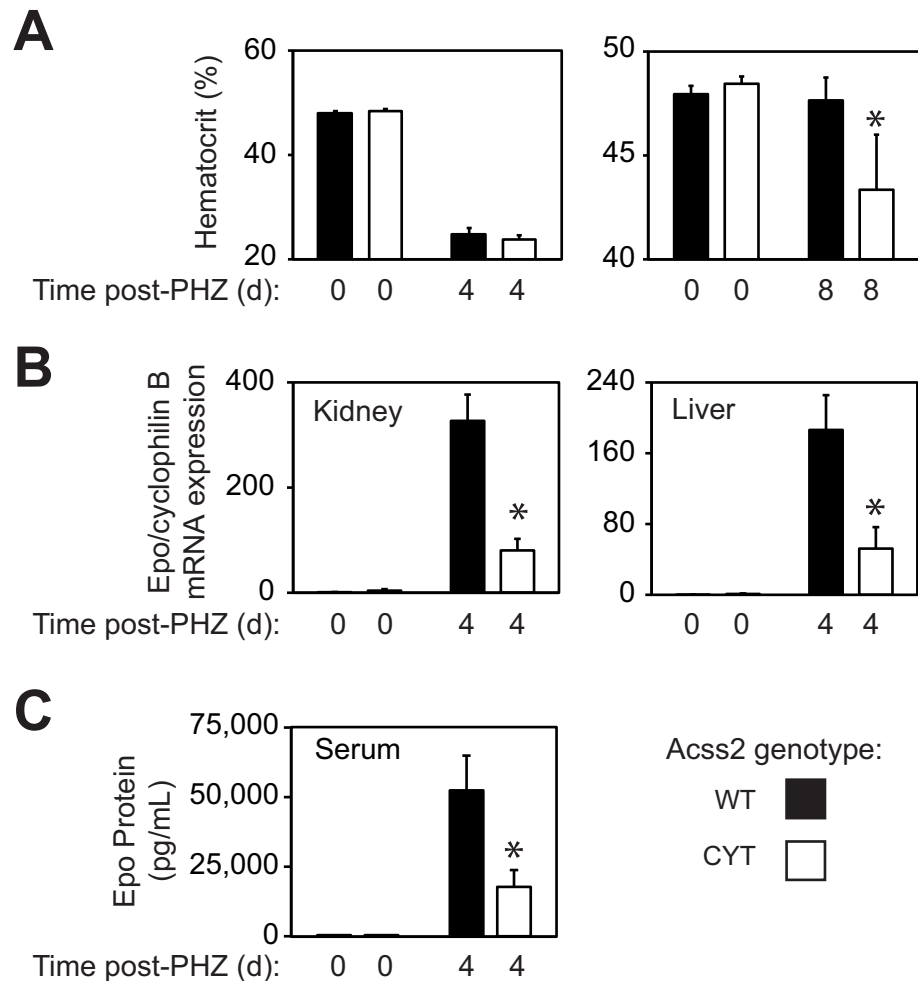 A
Hematocrit (%)
60
40
20
50
45
40
*
Time post-PHZ (d): 0 0 4 4 0 0 8 8
B
Epo/cyclophilin B
mRNA expression
400
200
0
Kidney
*
240
160
80
0
Liver
*
Time post-PHZ (d): 0 0 4 4 0 0 4 4
C
Epo Protein
(pg/mL)
75,000
50,000
25,000
0
Serum
*
Time post-PHZ (d): 0 0 4 4
Acss2 genotype:
WT
CYT